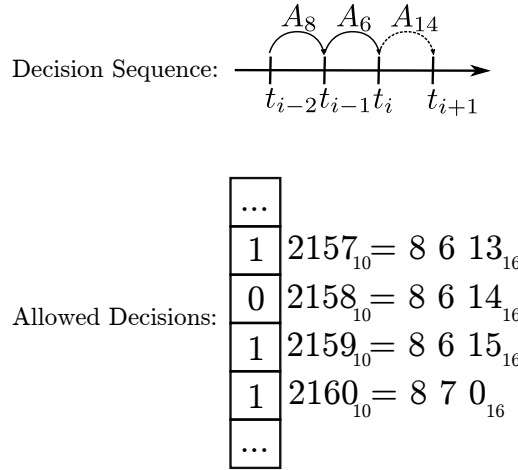 A₈ A₆ A₁₄
Decision Sequence:
tᵢ₋₂ tᵢ₋₁ tᵢ tᵢ₊₁
...
1 2157₁₀= 8 6 13₁₆
0 2158₁₀= 8 6 14₁₆
Allowed Decisions:
1 2159₁₀= 8 6 15₁₆
1 2160₁₀= 8 7 0₁₆
...